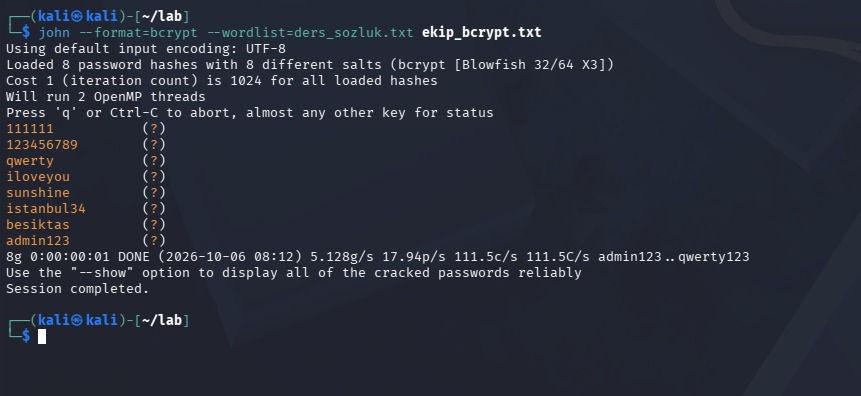 ┌──(kali㉿kali)-[~/lab]
└─$ john --format=bcrypt --wordlist=ders_sozluk.txt ekip_bcrypt.txt
Using default input encoding: UTF-8
Loaded 8 password hashes with 8 different salts (bcrypt [Blowfish 32/64 X3])
Cost 1 (iteration count) is 1024 for all loaded hashes
Will run 2 OpenMP threads
Press 'q' or Ctrl-C to abort, almost any other key for status
111111           (?)
123456789        (?)
qwerty           (?)
iloveyou         (?)
sunshine         (?)
istanbul34       (?)
besiktas         (?)
admin123         (?)
8g 0:00:00:01 DONE (2026-10-06 08:12) 5.128g/s 17.94p/s 111.5c/s 111.5C/s admin123..qwerty123
Use the "--show" option to display all of the cracked passwords reliably
Session completed.
┌──(kali㉿kali)-[~/lab]
└─$